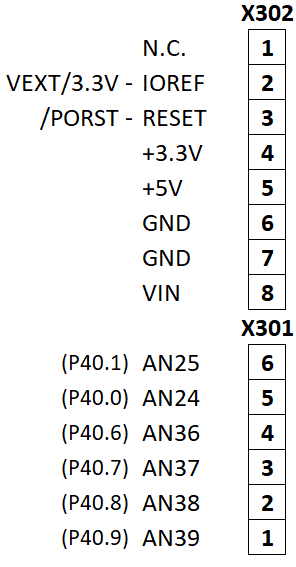 X302
N.C. 1
VEXT/3.3V - IOREF 2
/PORST - RESET 3
+3.3V 4
+5V 5
GND 6
GND 7
VIN 8
X301
(P40.1) AN25 6
(P40.0) AN24 5
(P40.6) AN36 4
(P40.7) AN37 3
(P40.8) AN38 2
(P40.9) AN39 1